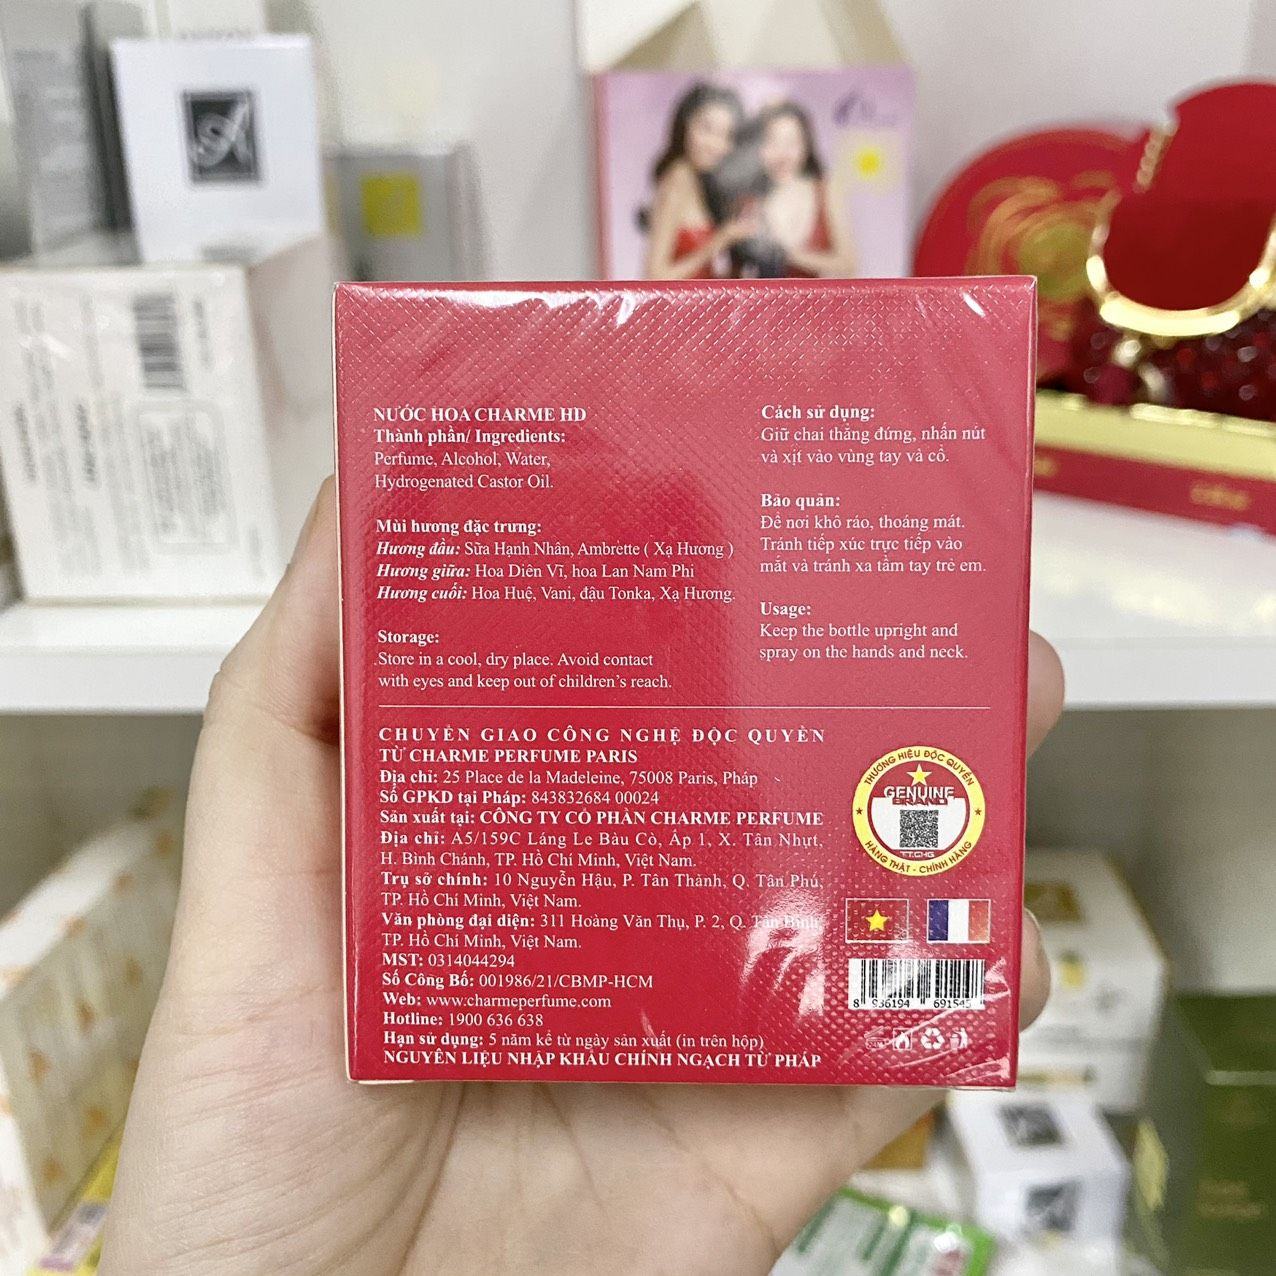 NƯỚC HOA CHARME HD
Thành phần/ Ingredients:
Perfume, Alcohol, Water,
Hydrogenated Castor Oil.
Mùi hương đặc trưng:
Hương đầu: Sữa Hạnh Nhân, Ambrette ( Xạ Hương )
Hương giữa: Hoa Diên Vĩ, hoa Lan Nam Phi
Hương cuối: Hoa Huệ, Vani, đậu Tonka, Xạ Hương.
Storage:
Store in a cool, dry place. Avoid contact
with eyes and keep out of children's reach.
Cách sử dụng:
Giữ chai thẳng đứng, nhấn nút
và xịt vào vùng tay và cổ.
Bảo quản:
Để nơi khô ráo, thoáng mát.
Tránh tiếp xúc trực tiếp vào
mắt và tránh xa tầm tay trẻ em.
Usage:
Keep the bottle upright and
spray on the hands and neck.
CHUYỂN GIAO CÔNG NGHỆ ĐỘC QUYỀN
TỪ CHARME PERFUME PARIS
Địa chỉ: 25 Place de la Madeleine, 75008 Paris, Pháp
Số GPKD tại Pháp: 843832684 00024
Sản xuất tại: CÔNG TY CỔ PHẦN CHARME PERFUME
Địa chỉ: A5/159C Láng Le Bàu Cò, Ấp 1, X. Tân Nhựt,
H. Bình Chánh, TP. Hồ Chí Minh, Việt Nam.
Trụ sở chính: 10 Nguyễn Hậu, P. Tân Thành, Q. Tân Phú,
TP. Hồ Chí Minh, Việt Nam.
Văn phòng đại diện: 311 Hoàng Văn Thụ, P. 2, Q. Tân Bình,
TP. Hồ Chí Minh, Việt Nam.
MST: 0314044294
Số Công Bố: 001986/21/CBMP-HCM
Web: www.charmeperfume.com
Hotline: 1900 636 638
Hạn sử dụng: 5 năm kể từ ngày sản xuất (in trên hộp)
NGUYÊN LIỆU NHẬP KHẨU CHÍNH NGẠCH TỪ PHÁP
THƯƠNG HIỆU ĐỘC QUYỀN
GENUINE
BRAND
TT.CHG
HÀNG THẬT - CHÍNH HÃNG
8 936194 691545